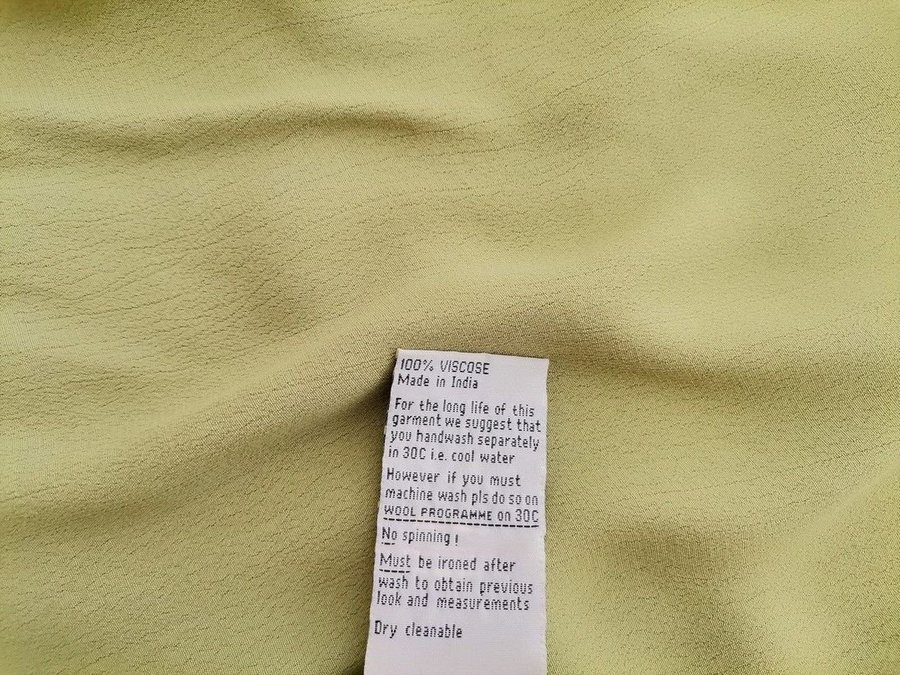 100% VISCOSE
Made in India
For the long life of this
garment we suggest that
you handwash separately
in 30C i.e. cool water
However if you must
machine wash pls do so on
WOOL PROGRAMME on 30C
No spinning!
Must be ironed after
wash to obtain previous
look and measurements
Dry cleanable